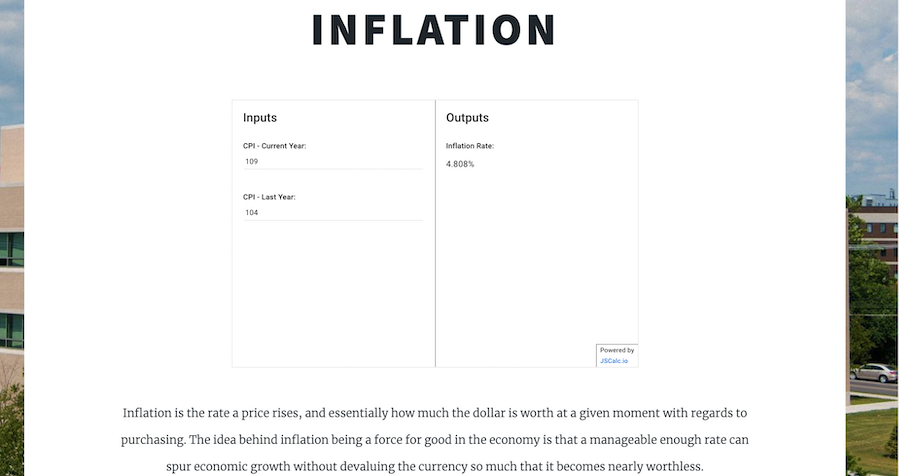 INFLATION
Inputs
CPI - Current Year:
109
CPI - Last Year:
104
Outputs
Inflation Rate:
4.808%
Powered by
JSCalc.io
Inflation is the rate a price rises, and essentially how much the dollar is worth at a given moment with regards to
purchasing. The idea behind inflation being a force for good in the economy is that a manageable enough rate can
spur economic growth without devaluing the currency so much that it becomes nearly worthless.